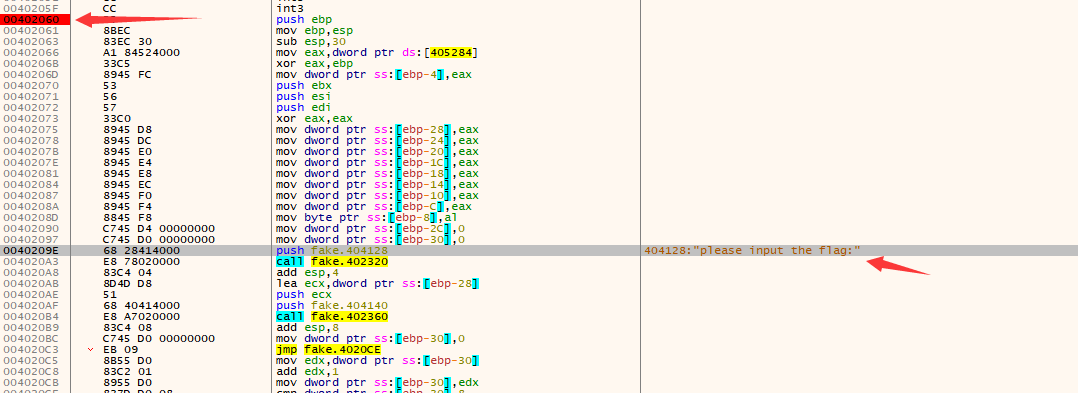 0040205F CC int3
00402060 55 push ebp
00402061 8BEC mov ebp,esp
00402063 83EC 30 sub esp,30
00402066 A1 84524000 mov eax,dword ptr ds:[405284]
0040206B 33C5 xor eax,ebp
0040206D 8945 FC mov dword ptr ss:[ebp-4],eax
00402070 53 push ebx
00402071 56 push esi
00402072 57 push edi
00402073 33C0 xor eax,eax
00402075 8945 D8 mov dword ptr ss:[ebp-28],eax
00402078 8945 DC mov dword ptr ss:[ebp-24],eax
0040207B 8945 E0 mov dword ptr ss:[ebp-20],eax
0040207E 8945 E4 mov dword ptr ss:[ebp-1C],eax
00402081 8945 E8 mov dword ptr ss:[ebp-18],eax
00402084 8945 EC mov dword ptr ss:[ebp-14],eax
00402087 8945 F0 mov dword ptr ss:[ebp-10],eax
0040208A 8945 F4 mov dword ptr ss:[ebp-C],eax
0040208D 8845 F8 mov byte ptr ss:[ebp-8],al
00402090 C745 D4 00000000 mov dword ptr ss:[ebp-2C],0
00402097 C745 D0 00000000 mov dword ptr ss:[ebp-30],0
0040209E 68 28414000 push fake.404128 404128:"please input the flag:"
004020A3 E8 78020000 call fake.402320
004020A8 83C4 04 add esp,4
004020AB 8D4D D8 lea ecx,dword ptr ss:[ebp-28]
004020AE 51 push ecx
004020AF 68 40414000 push fake.404140
004020B4 E8 A7020000 call fake.402360
004020B9 83C4 08 add esp,8
004020BC C745 D0 00000000 mov dword ptr ss:[ebp-30],0
004020C3 EB 09 jmp fake.4020CE
004020C5 8B55 D0 mov edx,dword ptr ss:[ebp-30]
004020C8 83C2 01 add edx,1
004020CB 8955 D0 mov dword ptr ss:[ebp-30],edx